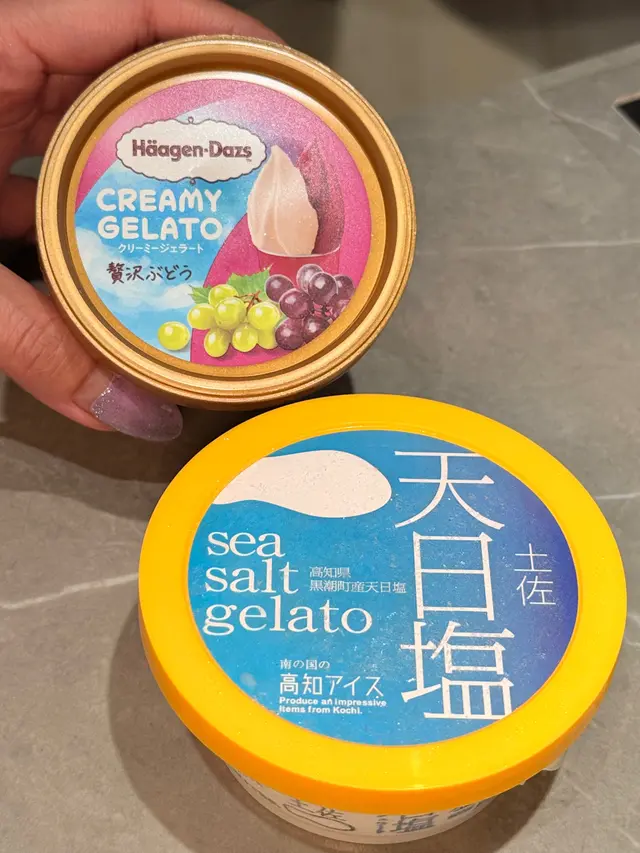 Häagen-Dazs
CREAMY
GELATO
クリーミージェラート
贅沢ぶどう
天日塩
土佐
sea
salt
gelato
高知県
黒潮町産天日塩
南の国の
高知アイス
Produce an impressive
items from Kochi.
土佐